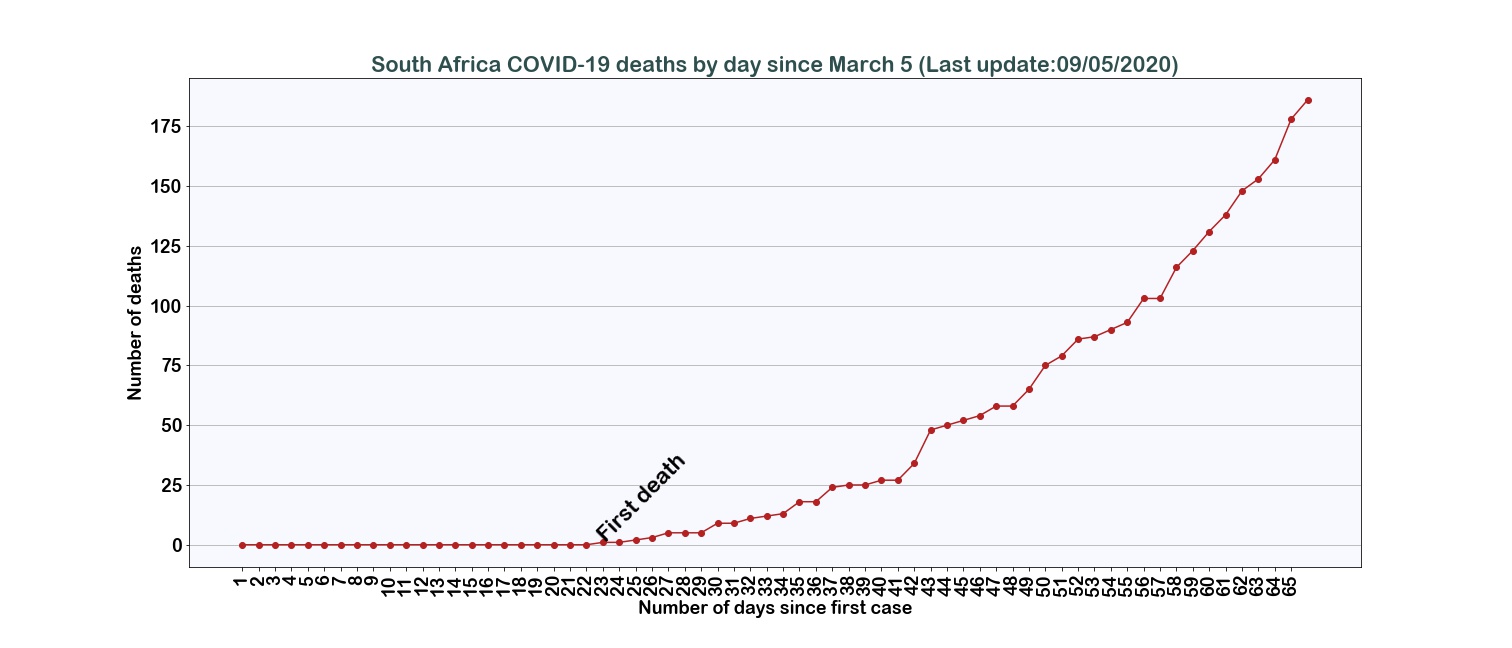 South Africa COVID-19 deaths by day since March 5 (Last update:09/05/2020)
Number of deaths
175
150
125
100
75
50
25
0
First death
1 2 3 4 5 6 7 8 9 10 11 12 13 14 15 16 17 18 19 20 21 22 23 24 25 26 27 28 29 30 31 32 33 34 35 36 37 38 39 40 41 42 43 44 45 46 47 48 49 50 51 52 53 54 55 56 57 58 59 60 61 62 63 64 65
Number of days since first case